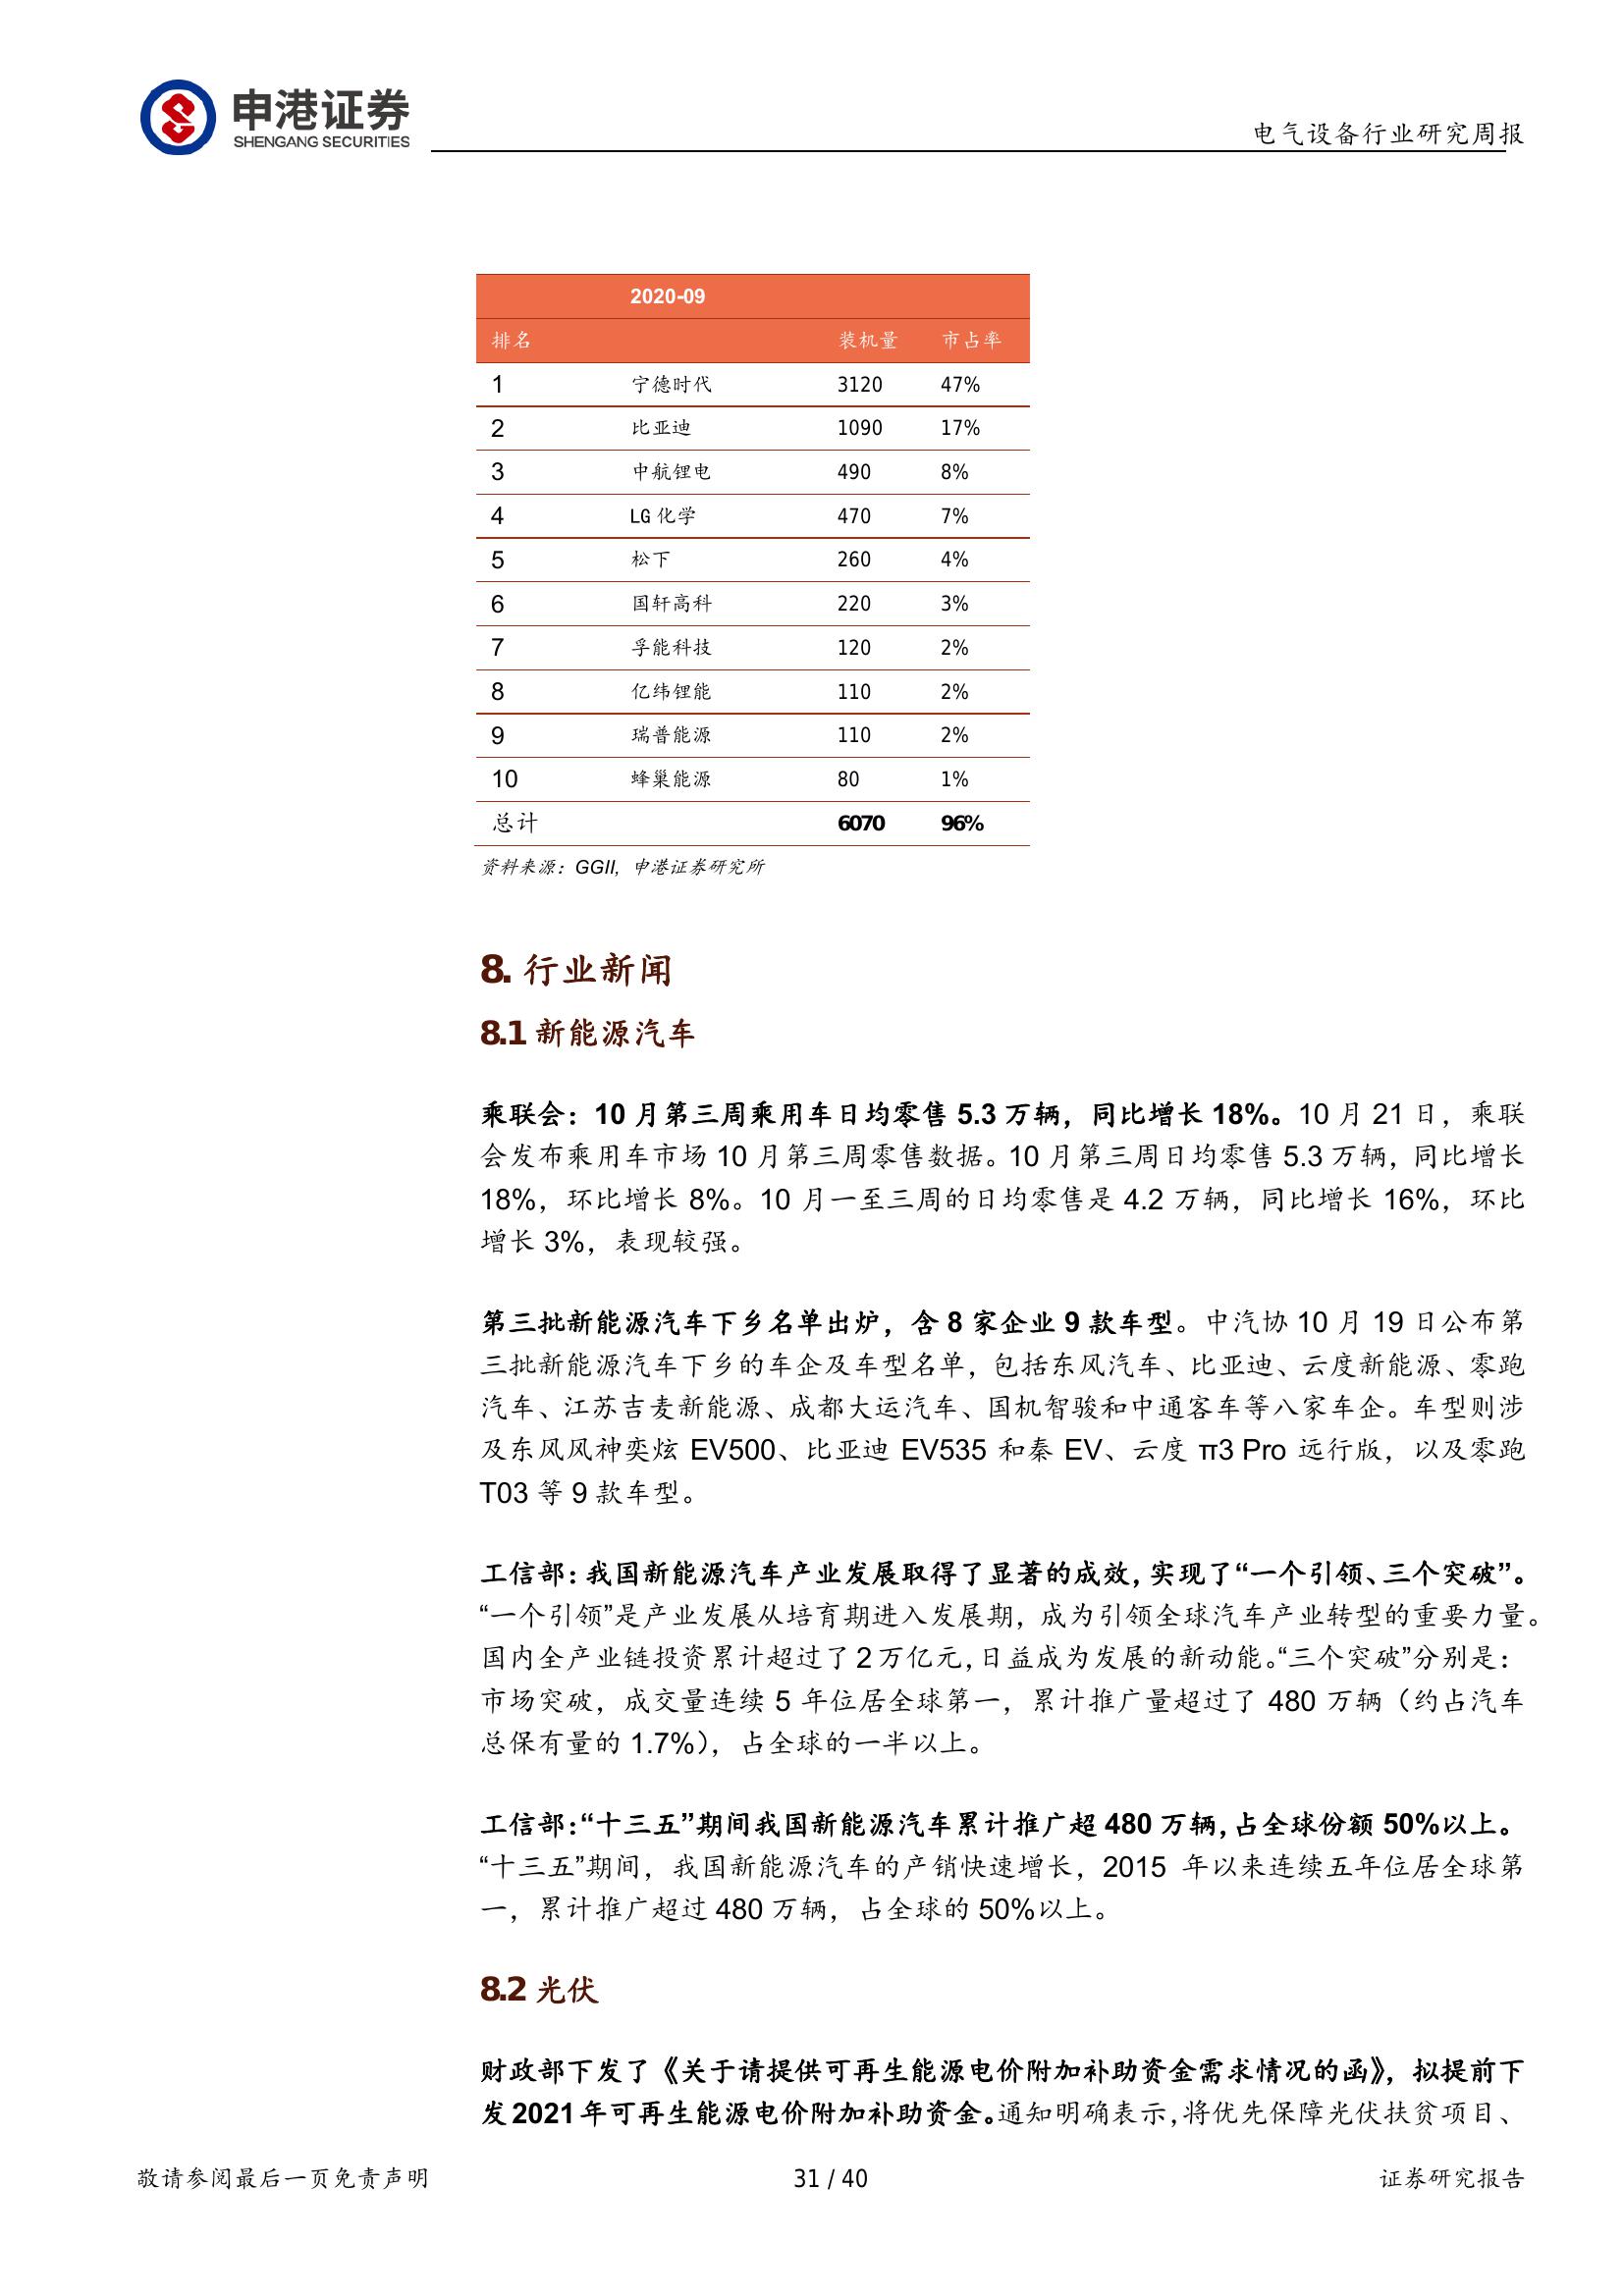 申港证券
SHENGANG SECURITIES
电气设备行业研究周报
2020-09
排名 装机量 市占率
1 宁德时代 3120 47%
2 比亚迪 1090 17%
3 中航锂电 490 8%
4 LG 化学 470 7%
5 松下 260 4%
6 国轩高科 220 3%
7 孚能科技 120 2%
8 亿纬锂能 110 2%
9 瑞普能源 110 2%
10 蜂巢能源 80 1%
总计 6070 96%
资料来源：GGII，申港证券研究所
8. 行业新闻
8.1 新能源汽车
乘联会：10 月第三周乘用车日均零售 5.3 万辆，同比增长 18%。10 月 21 日，乘联
会发布乘用车市场 10 月第三周零售数据。10 月第三周日均零售 5.3 万辆，同比增长
18%，环比增长 8%。10 月一至三周的日均零售是 4.2 万辆，同比增长 16%，环比
增长 3%，表现较强。
第三批新能源汽车下乡名单出炉，含 8 家企业 9 款车型。中汽协 10 月 19 日公布第
三批新能源汽车下乡的车企及车型名单，包括东风汽车、比亚迪、云度新能源、零跑
汽车、江苏吉麦新能源、成都大运汽车、国机智骏和中通客车等八家车企。车型则涉
及东风风神奕炫 EV500、比亚迪 EV535 和秦 EV、云度 π3 Pro 远行版，以及零跑
T03 等 9 款车型。
工信部：我国新能源汽车产业发展取得了显著的成效，实现了“一个引领、三个突破”。
“一个引领”是产业发展从培育期进入发展期，成为引领全球汽车产业转型的重要力量。
国内全产业链投资累计超过了 2 万亿元，日益成为发展的新动能。“三个突破”分别是：
市场突破，成交量连续 5 年位居全球第一，累计推广量超过了 480 万辆（约占汽车
总保有量的 1.7%），占全球的一半以上。
工信部：“十三五”期间我国新能源汽车累计推广超 480 万辆，占全球份额 50%以上。
“十三五”期间，我国新能源汽车的产销快速增长，2015 年以来连续五年位居全球第
一，累计推广超过 480 万辆，占全球的 50%以上。
8.2 光伏
财政部下发了《关于请提供可再生能源电价附加补助资金需求情况的函》，拟提前下
发 2021 年可再生能源电价附加补助资金。通知明确表示，将优先保障光伏扶贫项目、
敬请参阅最后一页免责声明 31 / 40 证券研究报告